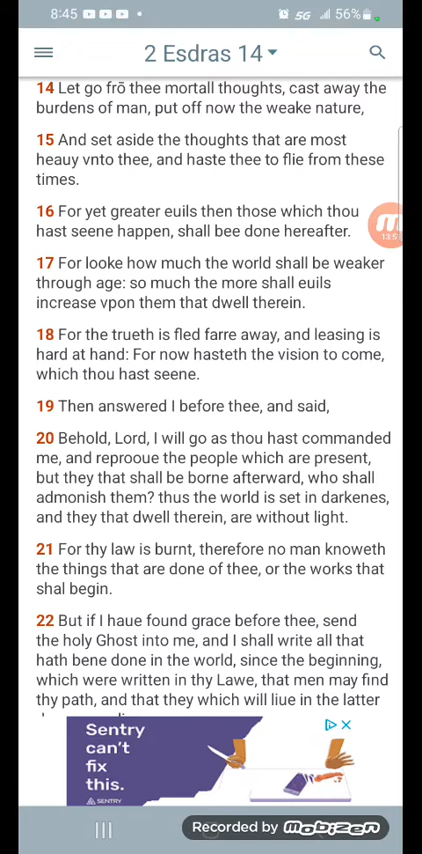 8:45
5G
56%
2 Esdras 14
14 Let go frō thee mortall thoughts, cast away the
burdens of man, put off now the weake nature,
15 And set aside the thoughts that are most
heauy vnto thee, and haste thee to flie from these
times.
16 For yet greater euils then those which thou
hast seene happen, shall bee done hereafter.
17 For looke how much the world shall be weaker
through age: so much the more shall euils
increase vpon them that dwell therein.
18 For the trueth is fled farre away, and leasing is
hard at hand: For now hasteth the vision to come,
which thou hast seene.
19 Then answered I before thee, and said,
20 Behold, Lord, I will go as thou hast commanded
me, and reprooue the people which are present,
but they that shall be borne afterward, who shall
admonish them? thus the world is set in darkenes,
and they that dwell therein, are without light.
21 For thy law is burnt, therefore no man knoweth
the things that are done of thee, or the works that
shal begin.
22 But if I haue found grace before thee, send
the holy Ghost into me, and I shall write all that
hath bene done in the world, since the beginning,
which were written in thy Lawe, that men may find
thy path, and that they which will liue in the latter
Sentry
can't
fix
this.
SENTRY
Recorded by mobizen